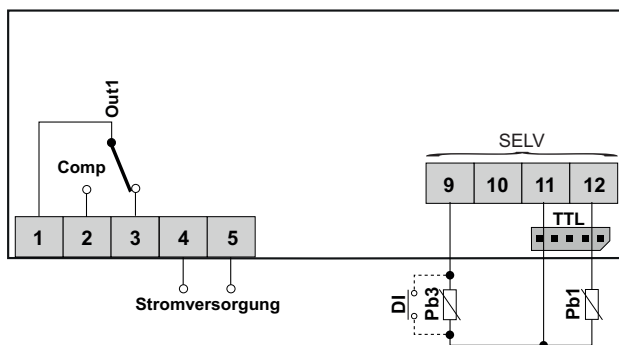 Out1
Comp
1 2 3 4 5
Stromversorgung
SELV
9 10 11 12
TTL
DI
Pb3
Pb1